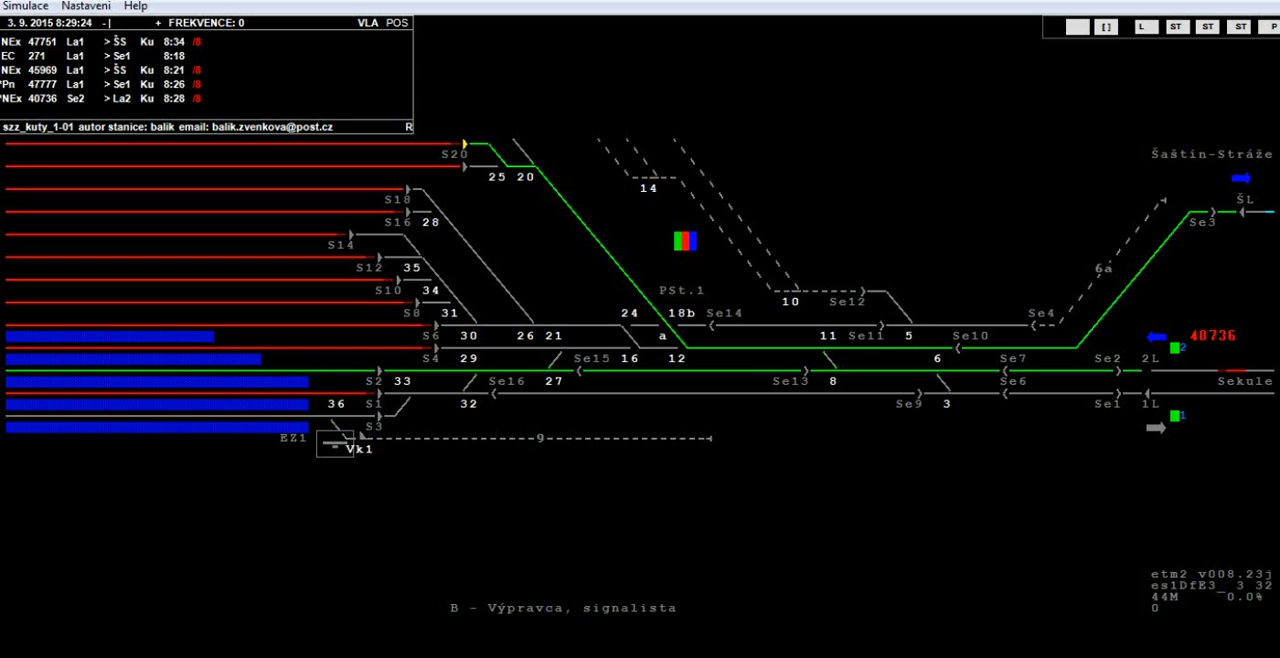 Simulace Nastaveni Help
3. 9. 2015 8:29:24 -| + FREKVENCE: 0 VLA POS
NEx 47751 La1 > ŠS Ku 8:34 /8
EC 271 La1 > Se1 8:18
NEx 45969 La1 > ŠS Ku 8:21 /8
*Pn 47777 La1 > Se1 Ku 8:26 /8
*NEx 40736 Se2 > La2 Ku 8:28 /8
szz_kuty_1-01 autor stanice: balik email: balik.zvenkova@post.cz R
[] L ST ST ST P
S20 Šaštín-Stráže
25 20
14
S18 ŠL
S16 28 Se3
S14
S12 35 6a
S10 34 PSt.1
10 Se12
S8 31 24 18b Se14 Se4
S6 30 26 21 a 11 Se11 5 Se10 40736
2
S4 29 Se15 16 12 6 Se7 Se2 2L
S2 33 Se16 27 Se13 8 Se6 Sekule
36 S1 32 Se9 3 Se1 1L
1
S3
EZ1 9
Vk1
etm2 v008.23j
es1DfE3_ 3 32
44M 0.0%
B - Výpravca, signalista 0